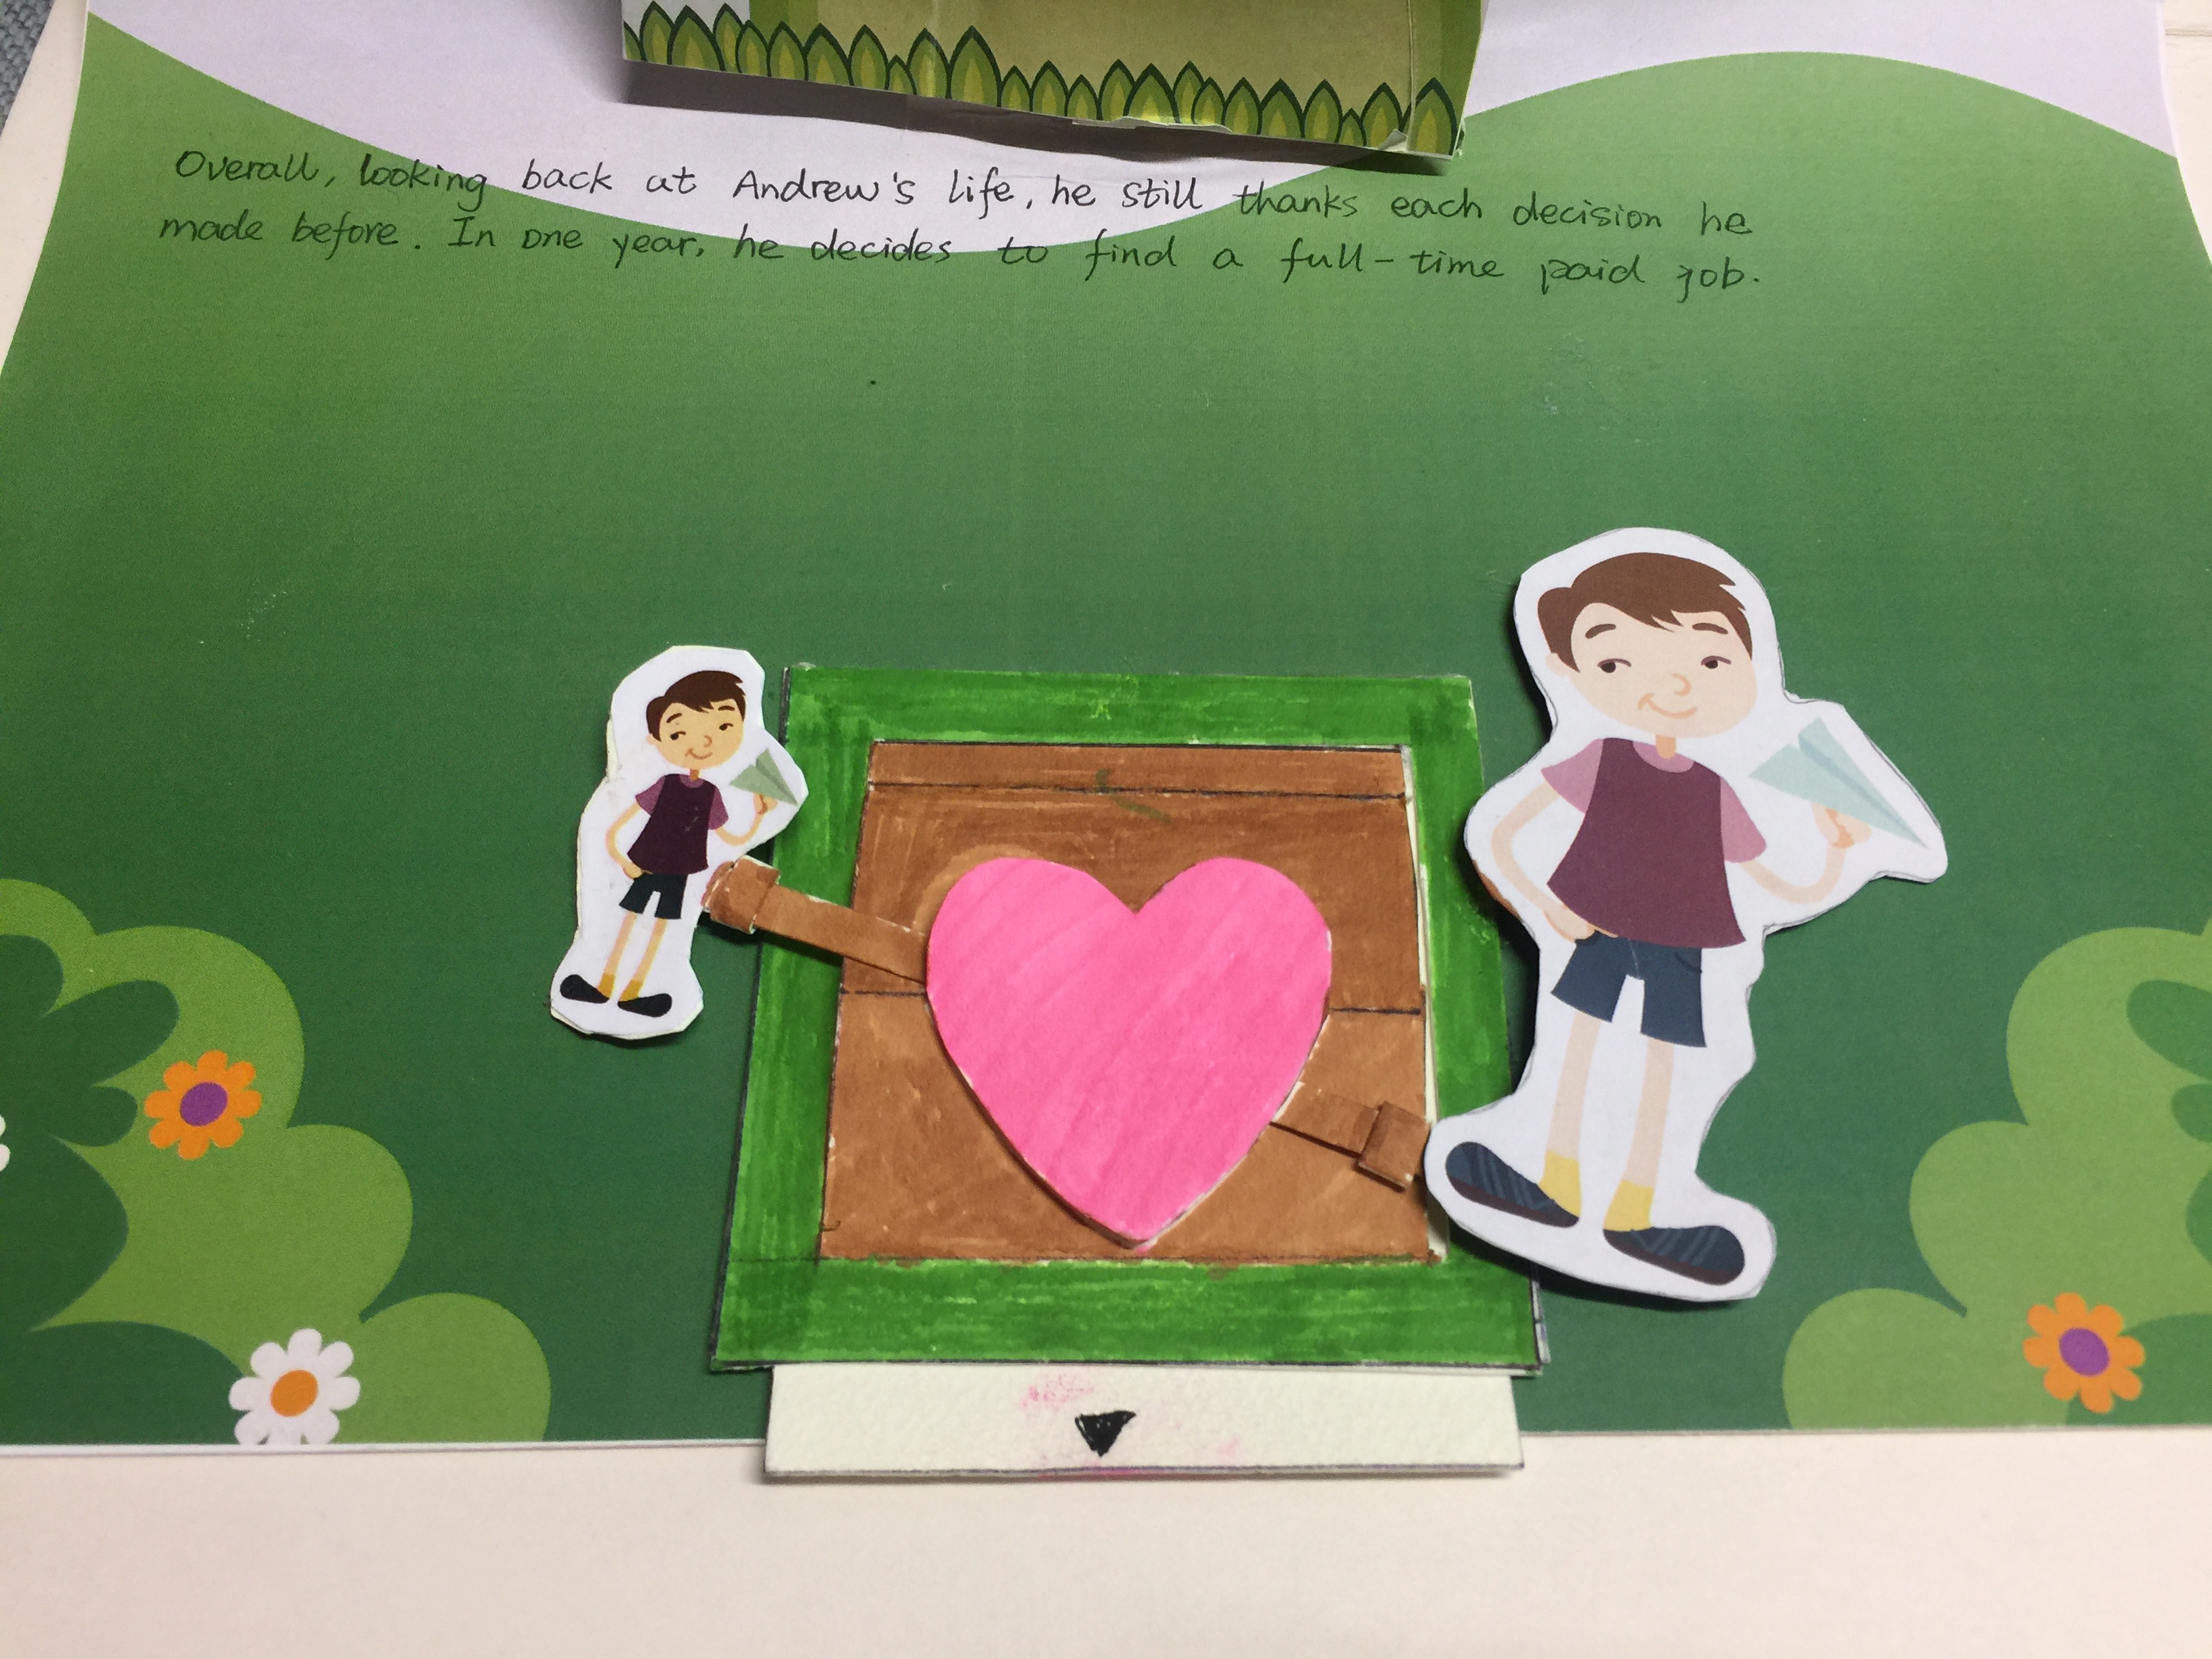 Overall, looking back at Andrew's life, he still thanks each decision he
made before. In one year, he decides to find a full-time paid job.